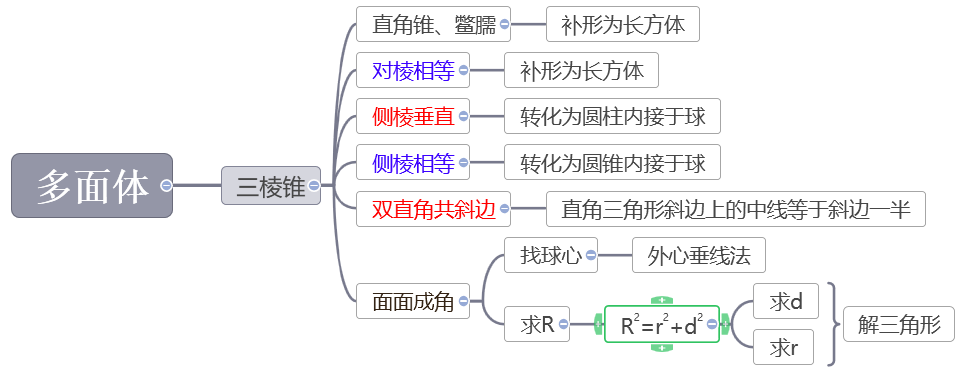 多面体
三棱锥
直角锥、鳖臑
补形为长方体
对棱相等
补形为长方体
侧棱垂直
转化为圆柱内接于球
侧棱相等
转化为圆锥内接于球
双直角共斜边
直角三角形斜边上的中线等于斜边一半
面面成角
找球心
外心垂线法
求R
R²=r²+d²
求d
求r
解三角形